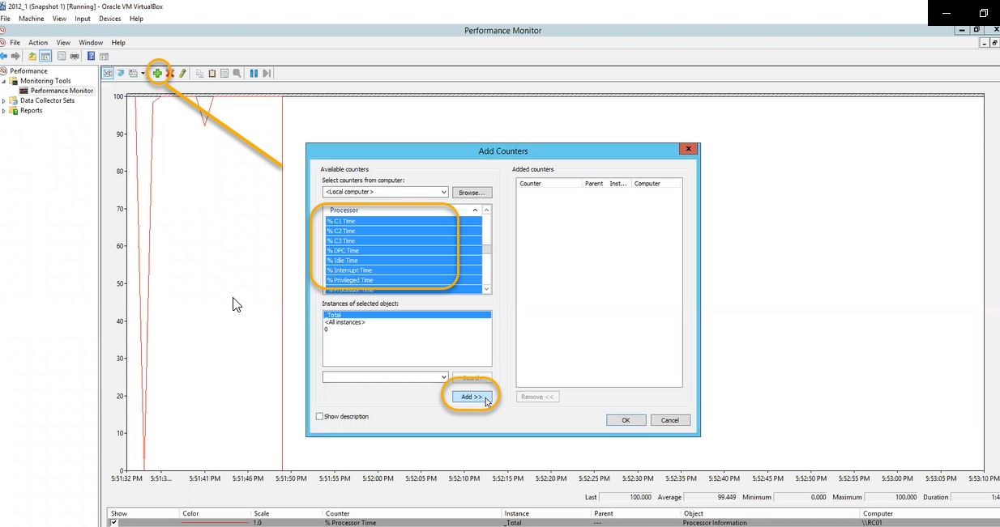 2012_1 (Snapshot 1) [Running] - Oracle VM VirtualBox
File Machine View Input Devices Help
Performance Monitor
File Action View Window Help
Performance
Monitoring Tools
Performance Monitor
Data Collector Sets
Reports
100
90
80
70
60
50
40
30
20
10
0
Add Counters
Available counters
Select counters from computer:
<Local computer>
Browse...
Processor
% C1 Time
% C2 Time
% C3 Time
% DPC Time
% Idle Time
% Interrupt Time
% Privileged Time
% Processor Time
Instances of selected object:
_Total
<All instances>
0
Search
Add >>
Show description
Added counters
Counter Parent Inst... Computer
Remove <<
OK Cancel
5:51:32 PM 5:51:3... 5:51:41 PM 5:51:46 PM 5:51:50 PM 5:51:55 PM 5:52:00 PM 5:52:05 PM 5:52:10 PM 5:52:15 PM 5:52:20 PM 5:52:25 PM 5:52:30 PM 5:52:35 PM 5:52:40 PM 5:52:45 PM 5:52:50 PM 5:52:55 PM 5:53:00 PM 5:53:05 PM 5:53:10 PM
Last 100.000 Average 99.449 Minimum 0.000 Maximum 100.000 Duration 1:4
Show Color Scale Counter Instance Parent Object Computer
1.0 % Processor Time _Total --- Processor Information \\RC01